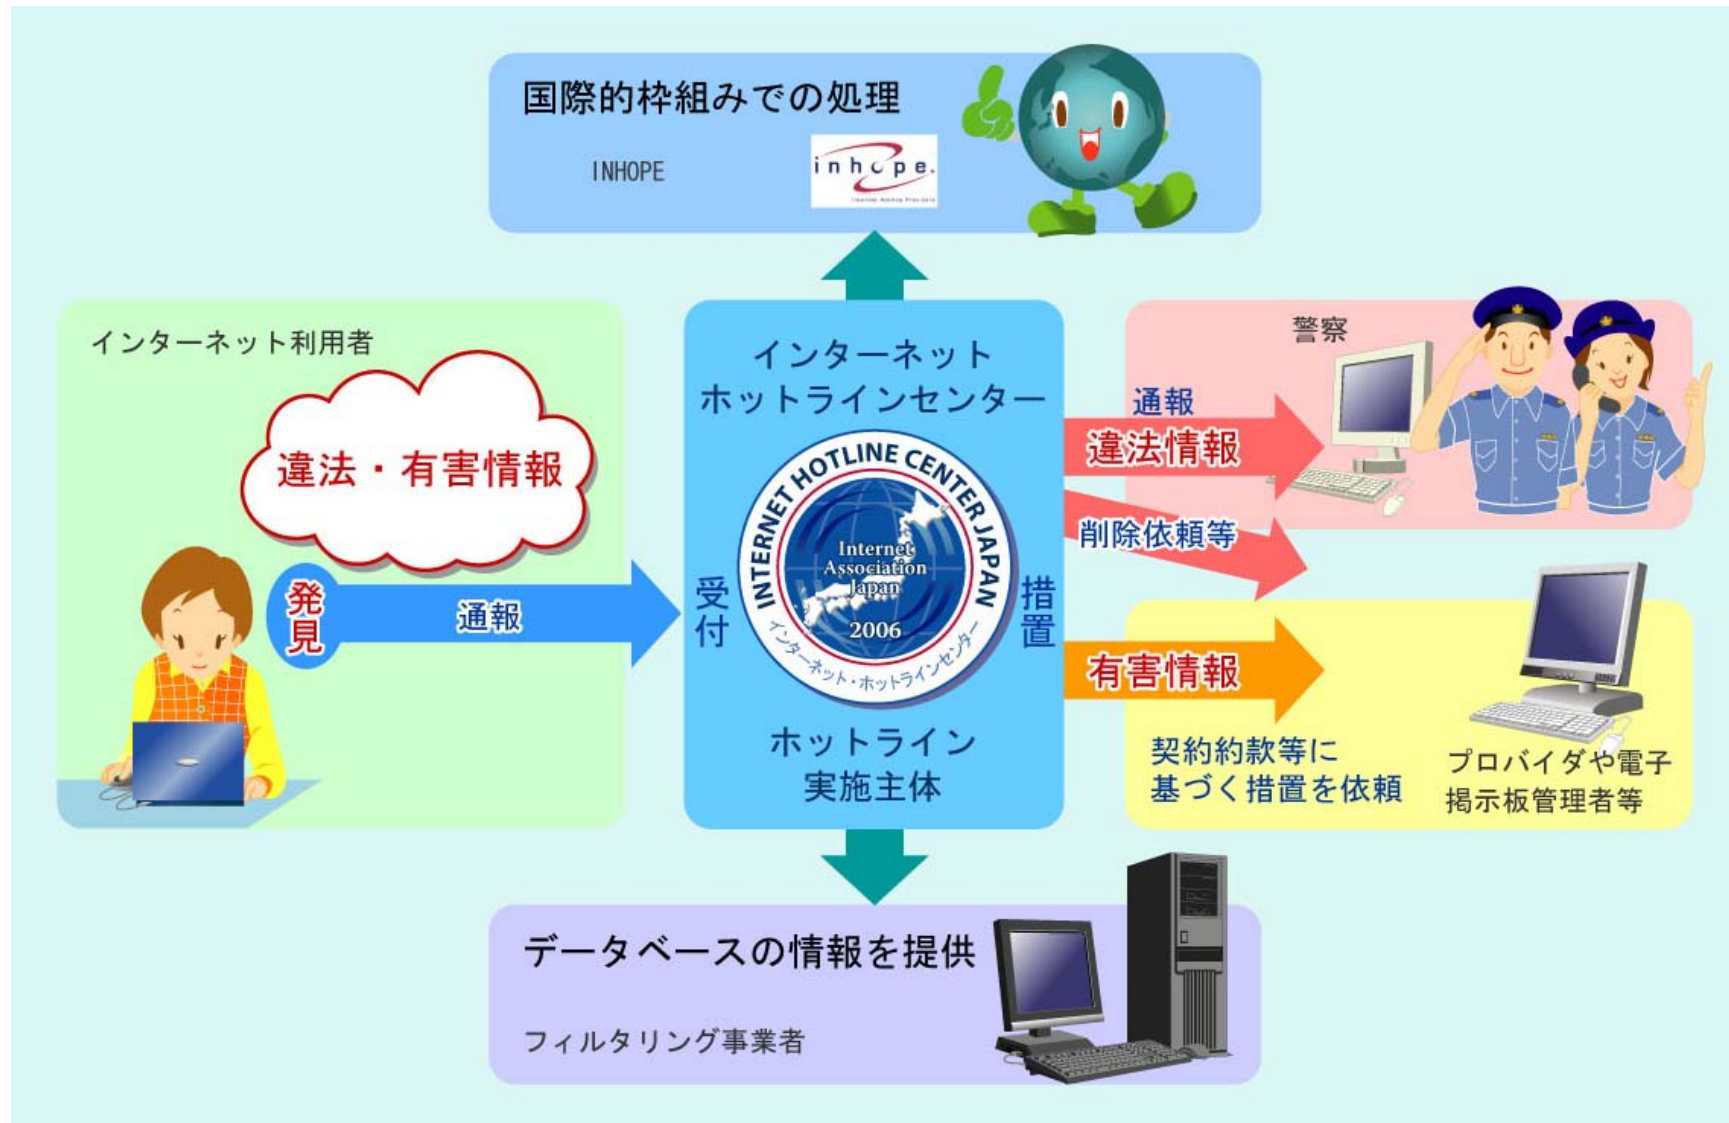 国際的枠組みでの処理
INHOPE
inhope.
インターネット利用者
違法・有害情報
発見
通報
インターネット
ホットラインセンター
受付
INTERNET HOTLINE CENTER JAPAN
Internet
Association
Japan
2006
インターネット・ホットラインセンター
措置
ホットライン
実施主体
警察
通報
違法情報
削除依頼等
有害情報
契約約款等に
基づく措置を依頼
プロバイダや電子
掲示板管理者等
データベースの情報を提供
フィルタリング事業者